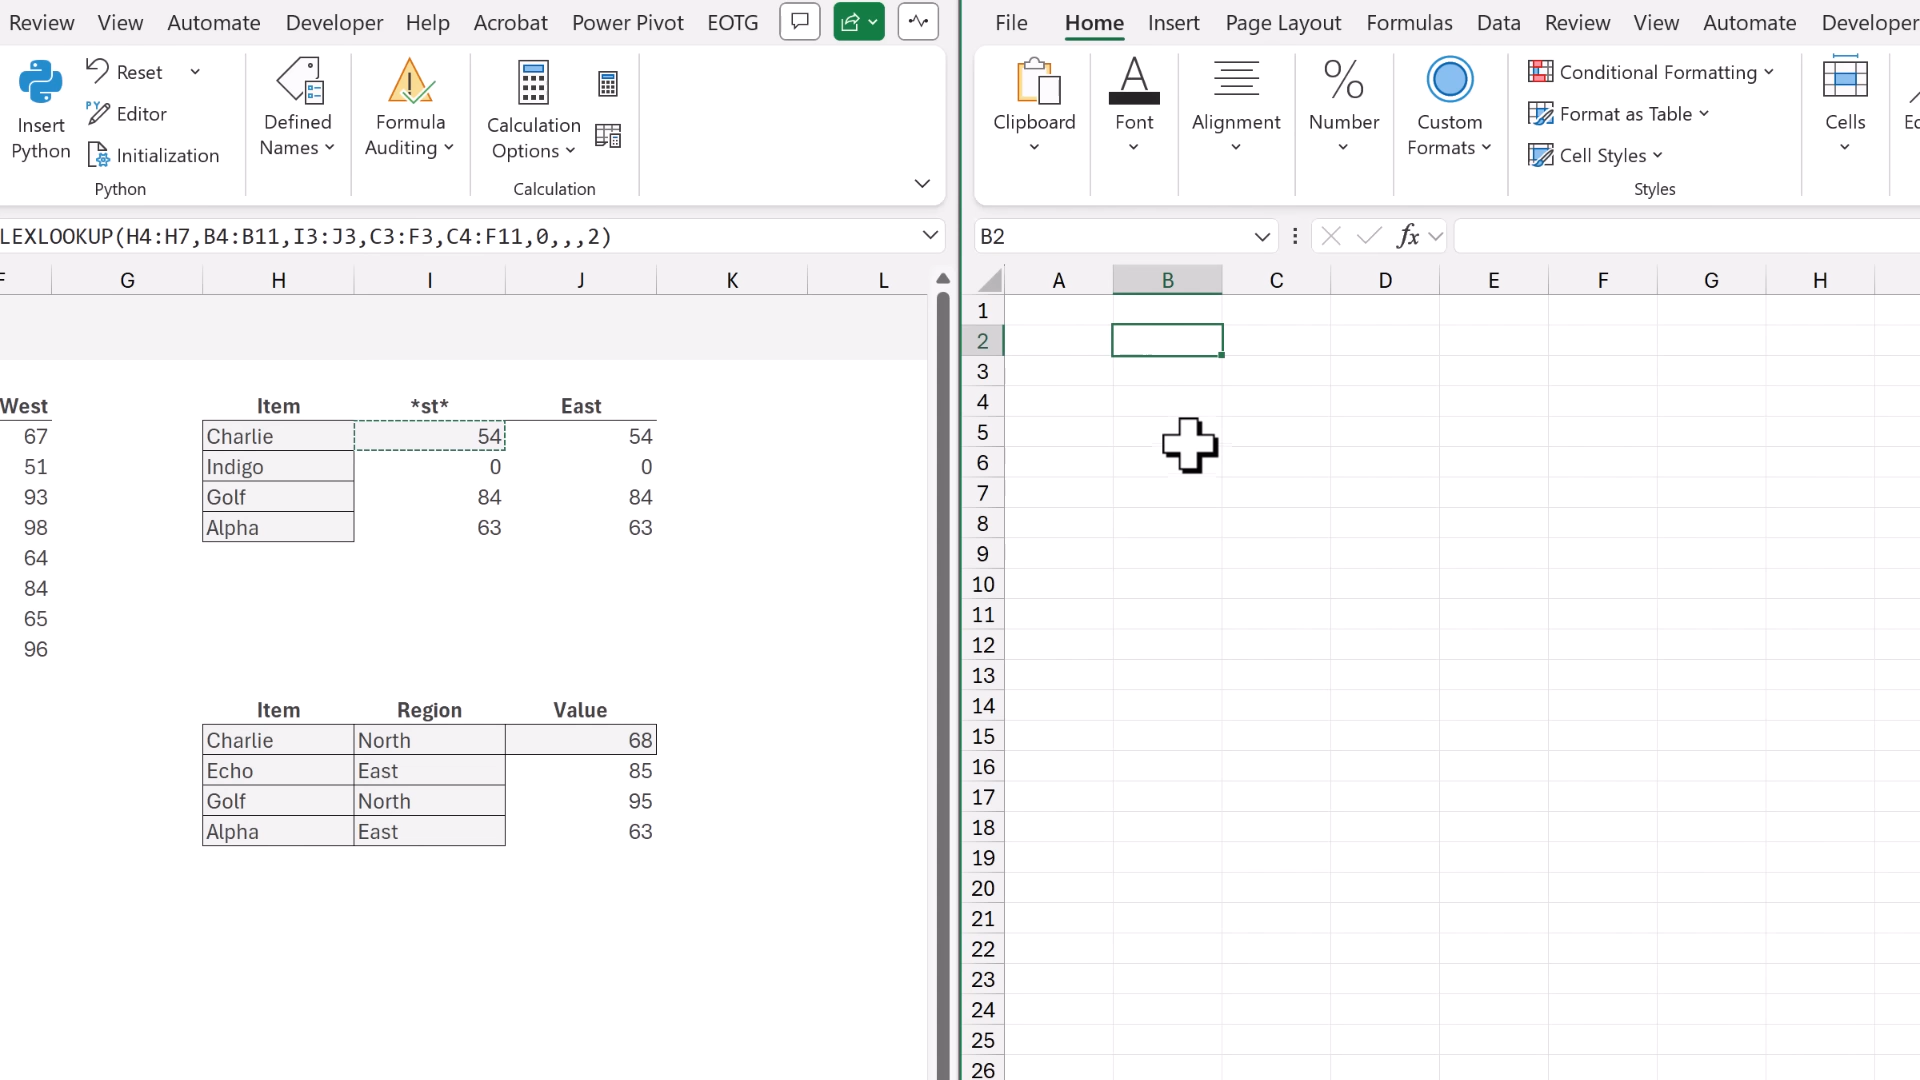 Review View Automate Developer Help Acrobat Power Pivot EOTG
Reset
Editor
Initialization
Insert Python
Python
Defined Names
Formula Auditing
Calculation Options
Calculation
LEXLOOKUP(H4:H7,B4:B11,I3:J3,C3:F3,C4:F11,0,,,2)
F G H I J K L
West Item *st* East
67 Charlie 54 54
51 Indigo 0 0
93 Golf 84 84
98 Alpha 63 63
64
84
65
96
Item Region Value
Charlie North 68
Echo East 85
Golf North 95
Alpha East 63
File Home Insert Page Layout Formulas Data Review View Automate Developer
Clipboard
Font
Alignment
%
Number
Custom Formats
Conditional Formatting
Format as Table
Cell Styles
Styles
Cells
B2 fx
A B C D E F G H
1
2
3
4
5
6
7
8
9
10
11
12
13
14
15
16
17
18
19
20
21
22
23
24
25
26